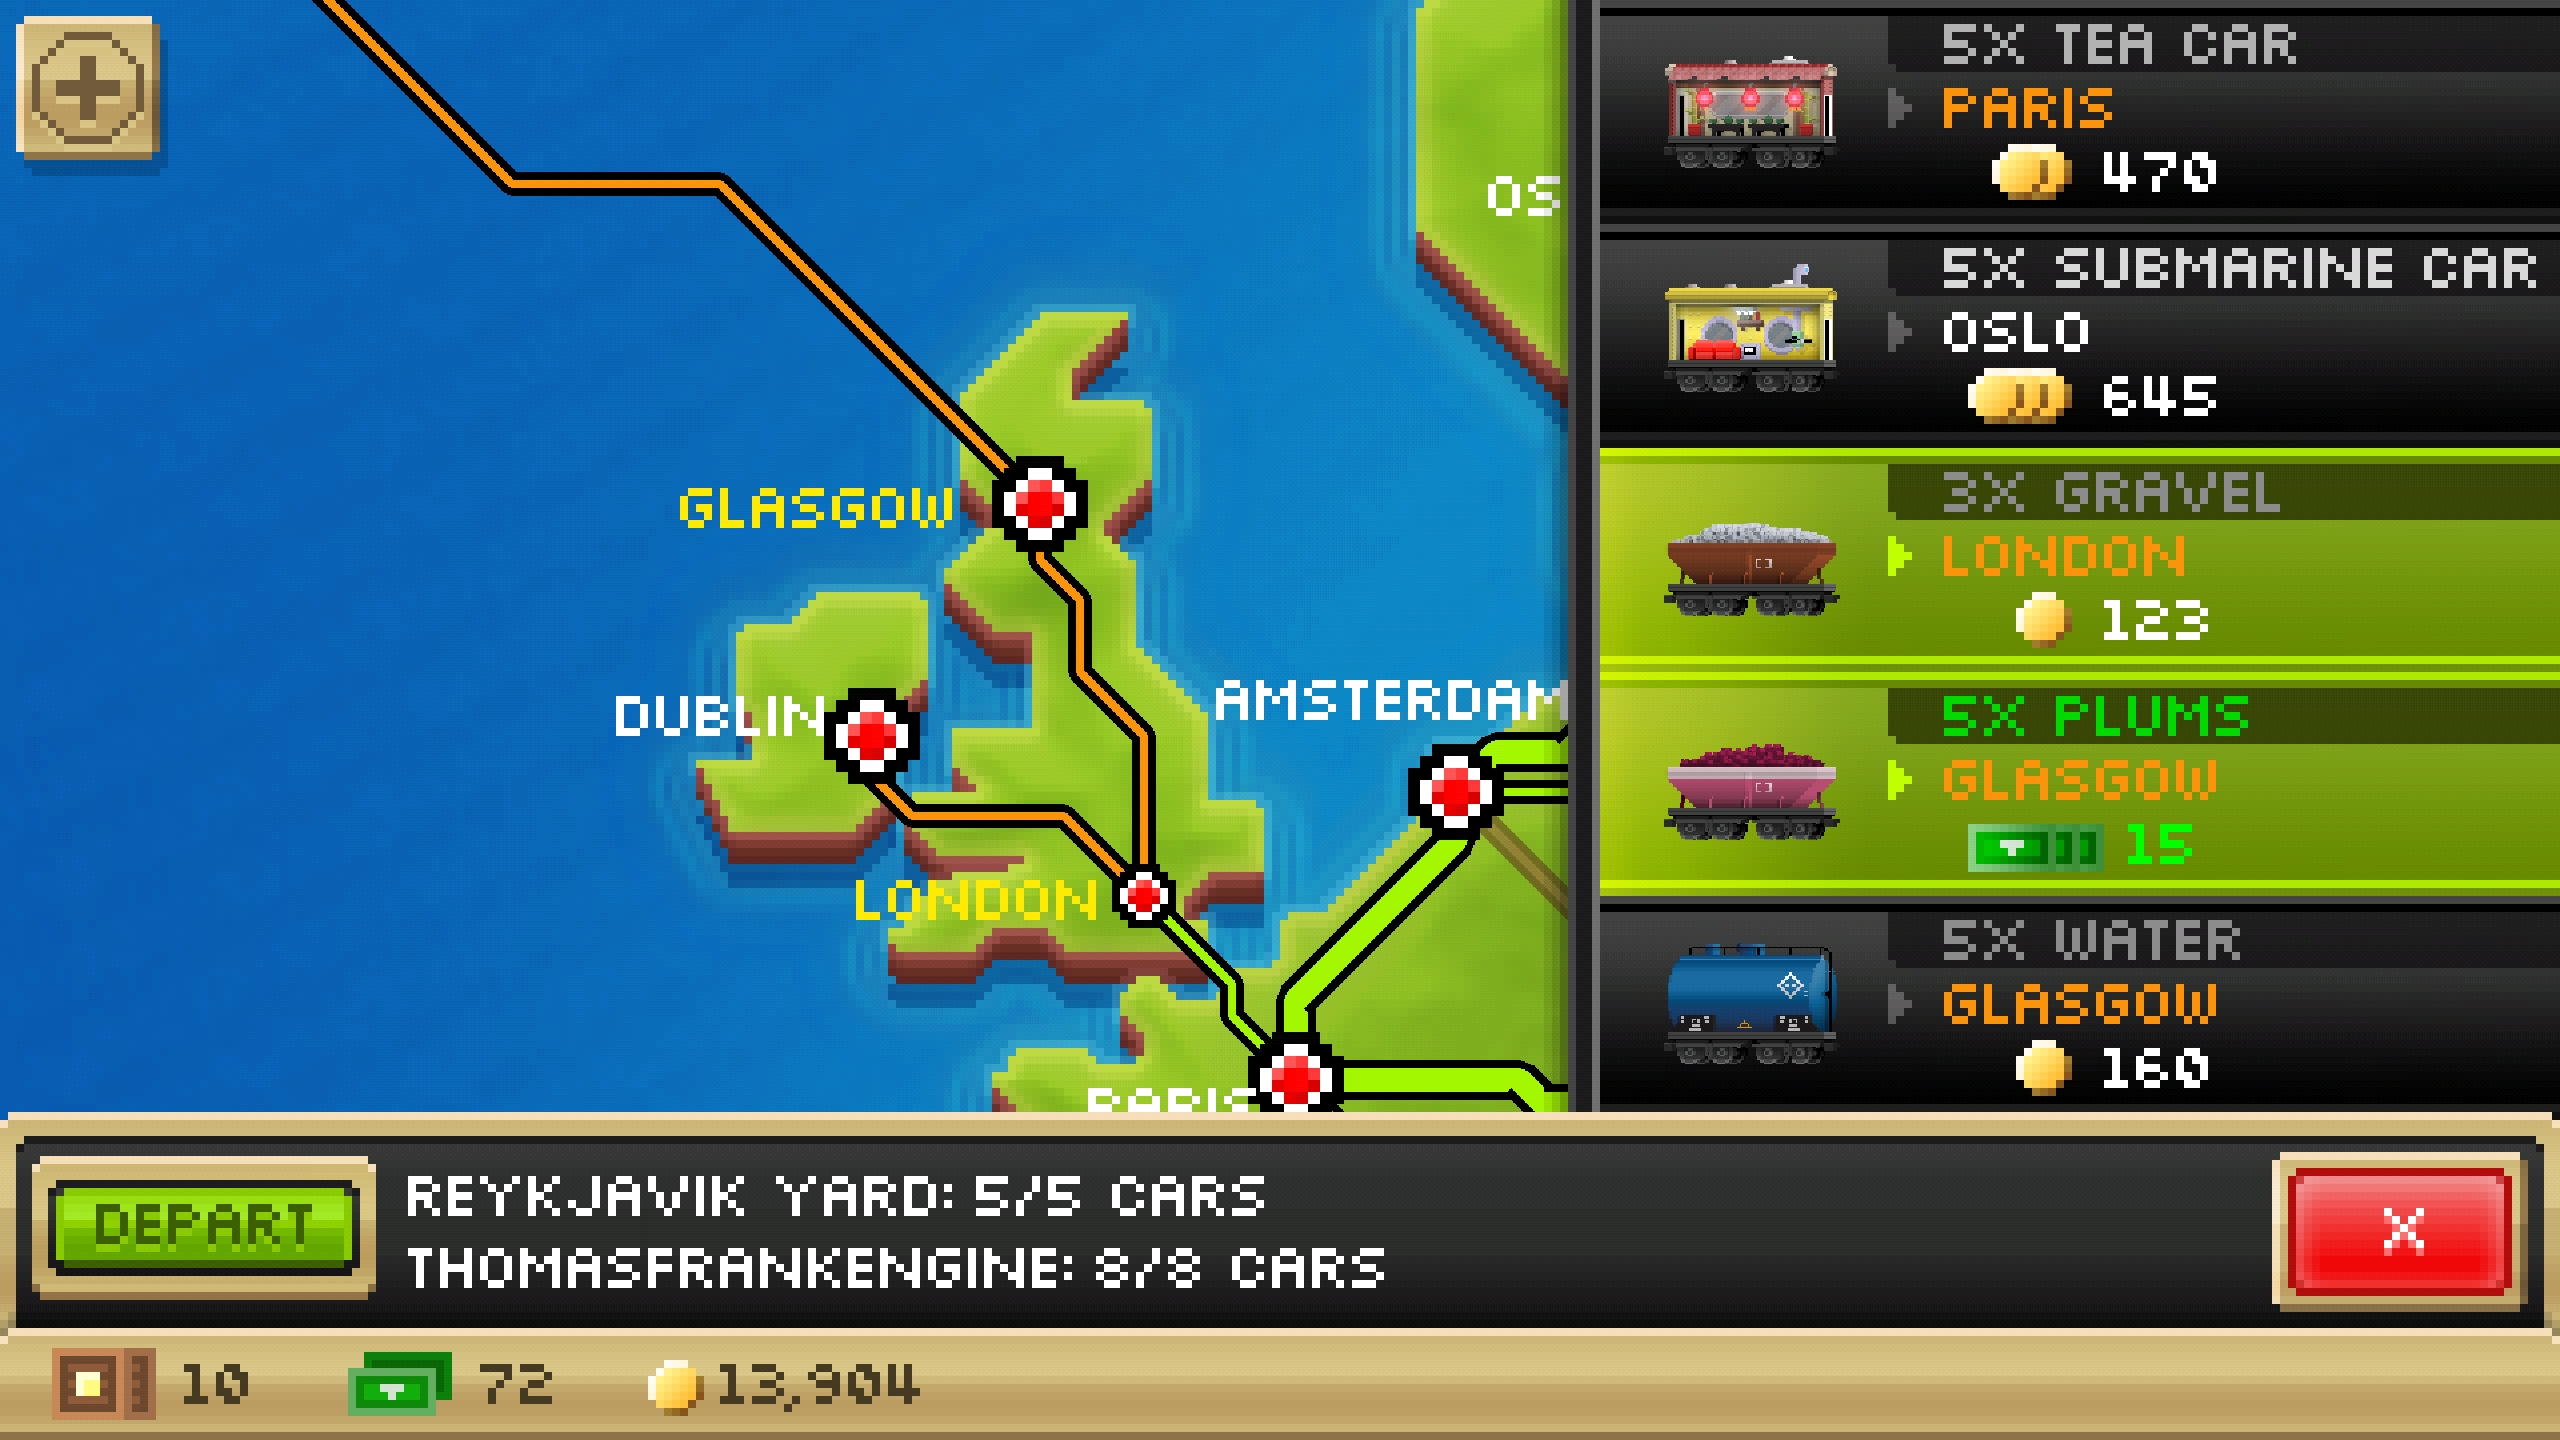 OS
GLASGOW
DUBLIN
AMSTERDAM
LONDON
PARIS
5X TEA CAR
PARIS
470
5X SUBMARINE CAR
OSLO
645
3X GRAVEL
LONDON
123
5X PLUMS
GLASGOW
15
5X WATER
GLASGOW
160
DEPART
REYKJAVIK YARD: 5/5 CARS
THOMASFRANKENGINE: 8/8 CARS
X
10
72
13,904